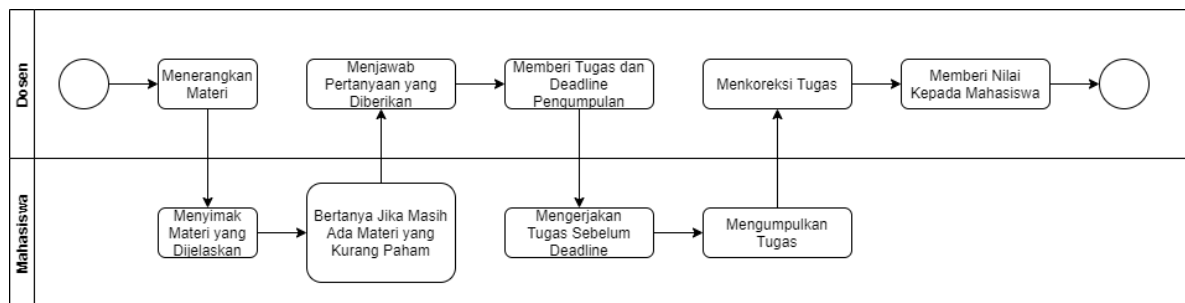 Dosen
Menerangkan
Materi
Menjawab
Pertanyaan yang
Diberikan
Memberi Tugas dan
Deadline
Pengumpulan
Menkoreksi Tugas
Memberi Nilai
Kepada Mahasiswa
Mahasiswa
Menyimak
Materi yang
Dijelaskan
Bertanya Jika Masih
Ada Materi yang
Kurang Paham
Mengerjakan
Tugas Sebelum
Deadline
Mengumpulkan
Tugas